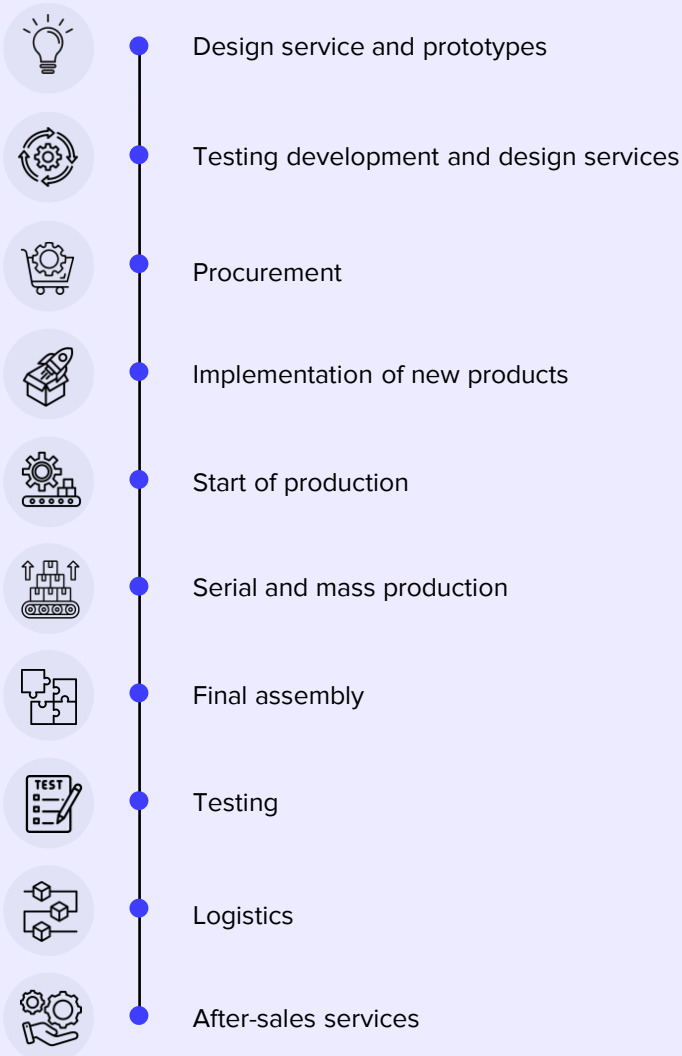 Design service and prototypes
Testing development and design services
Procurement
Implementation of new products
Start of production
Serial and mass production
Final assembly
TEST
Testing
Logistics
After-sales services